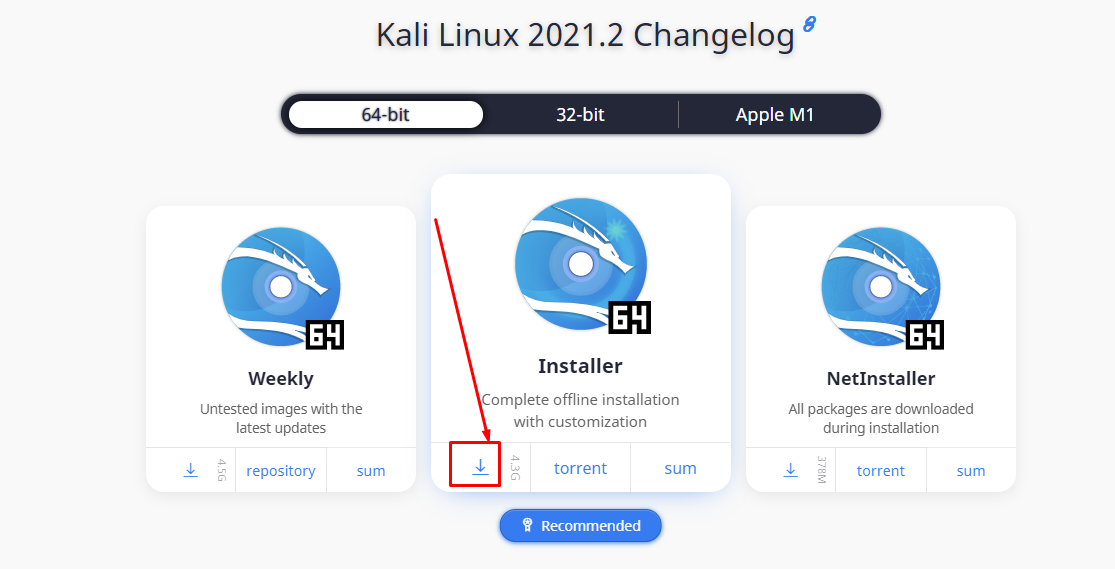 Kali Linux 2021.2 Changelog
64-bit
32-bit
Apple M1
64
Weekly
Untested images with the
latest updates
4.5G
repository
sum
64
Installer
Complete offline installation
with customization
4.3G
torrent
sum
Recommended
64
NetInstaller
All packages are downloaded
during installation
378M
torrent
sum